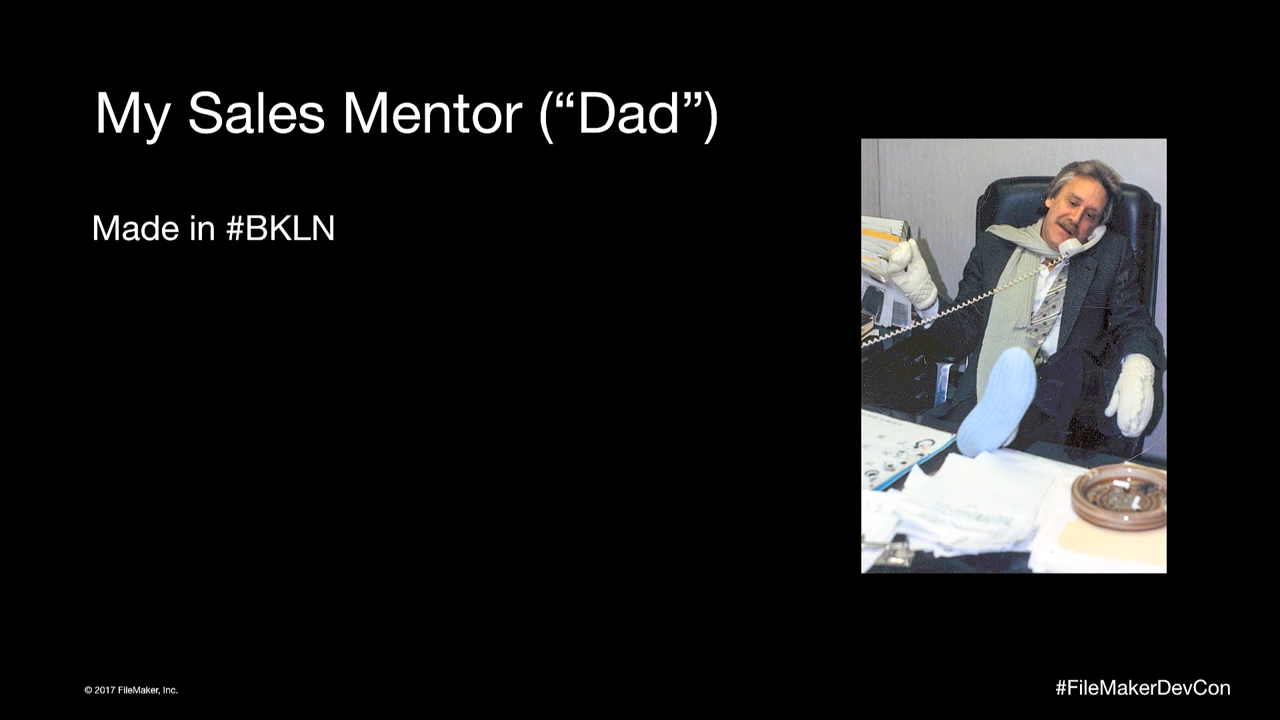 My Sales Mentor (“Dad”)
Made in #BKLN
© 2017 FileMaker, Inc.
#FileMakerDevCon